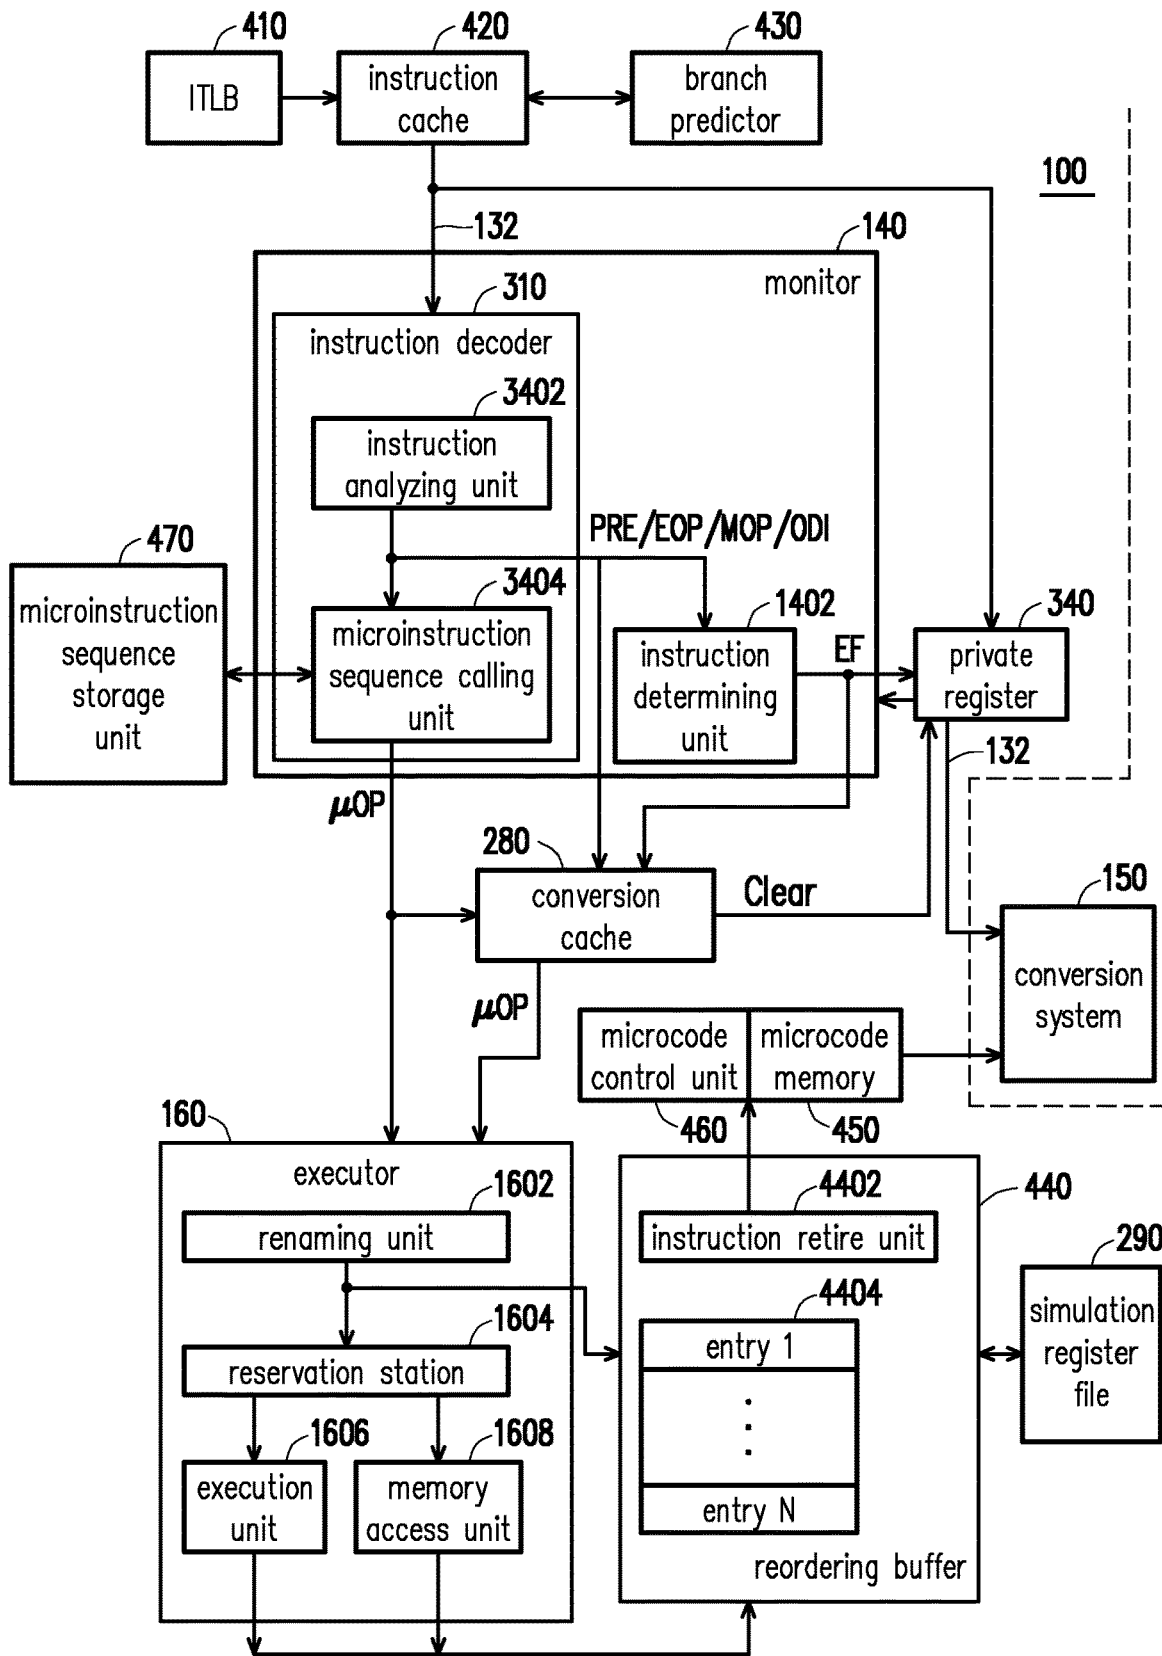 410
420
430
ITLB
instruction
cache
branch
predictor
100
132
140
monitor
310
instruction decoder
3402
instruction
analyzing unit
PRE/EOP/MOP/ODI
470
microinstruction
sequence
storage
unit
3404
microinstruction
sequence calling
unit
1402
instruction
determining
unit
EF
340
private
register
132
μOP
280
conversion
cache
Clear
150
conversion
system
μOP
microcode
control unit
microcode
memory
460
450
160
executor
1602
renaming unit
4402
instruction retire unit
440
290
simulation
register
file
4404
entry 1
entry N
reordering buffer
1604
reservation station
1606
execution
unit
1608
memory
access unit